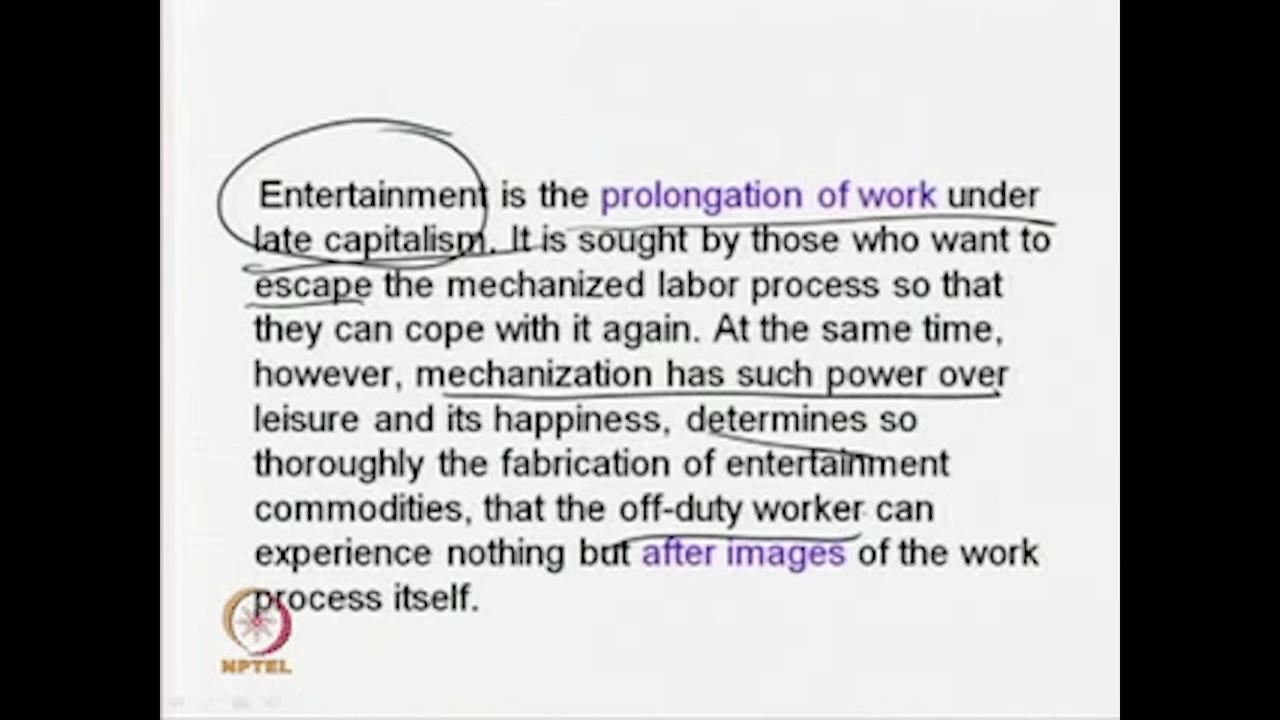 Entertainment is the prolongation of work under
late capitalism. It is sought by those who want to
escape the mechanized labor process so that
they can cope with it again. At the same time,
however, mechanization has such power over
leisure and its happiness, determines so
thoroughly the fabrication of entertainment
commodities, that the off-duty worker can
experience nothing but after images of the work
process itself.
NPTEL